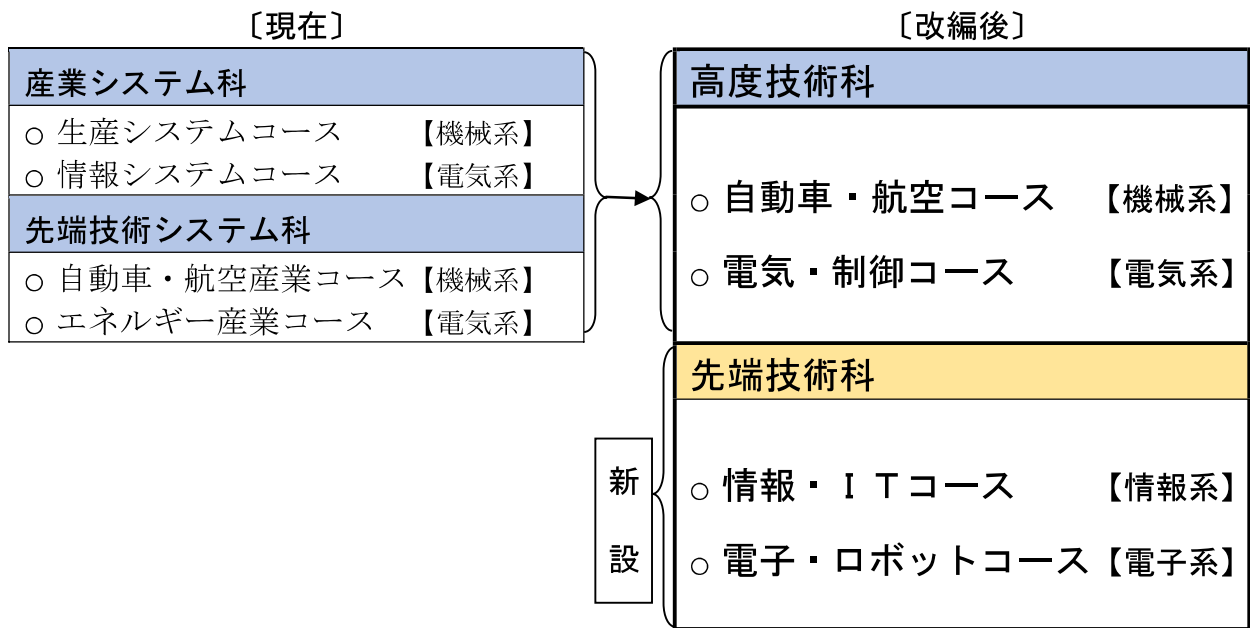 〔現在〕
産業システム科
○ 生産システムコース 【機械系】
○ 情報システムコース 【電気系】
先端技術システム科
○ 自動車・航空産業コース【機械系】
○ エネルギー産業コース 【電気系】
〔改編後〕
高度技術科
○ 自動車・航空コース 【機械系】
○ 電気・制御コース 【電気系】
新設
先端技術科
○ 情報・ＩＴコース 【情報系】
○ 電子・ロボットコース【電子系】